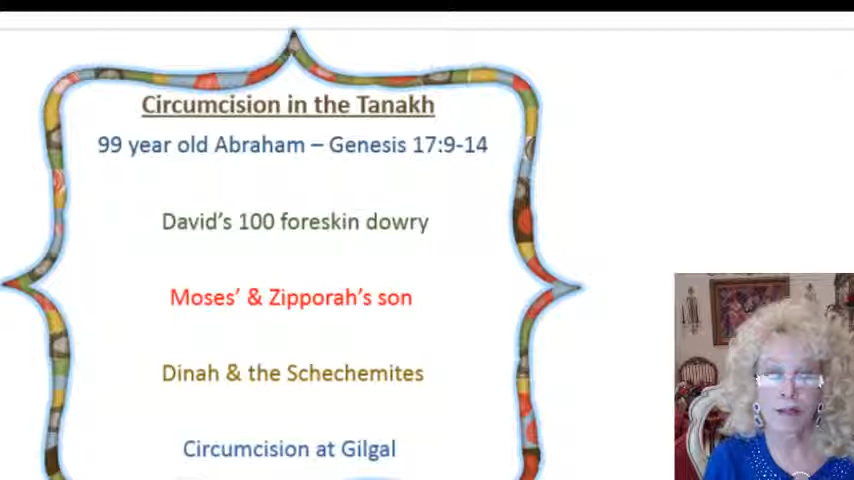 Circumcision in the Tanakh
99 year old Abraham – Genesis 17:9-14
David's 100 foreskin dowry
Moses' & Zipporah's son
Dinah & the Schechemites
Circumcision at Gilgal